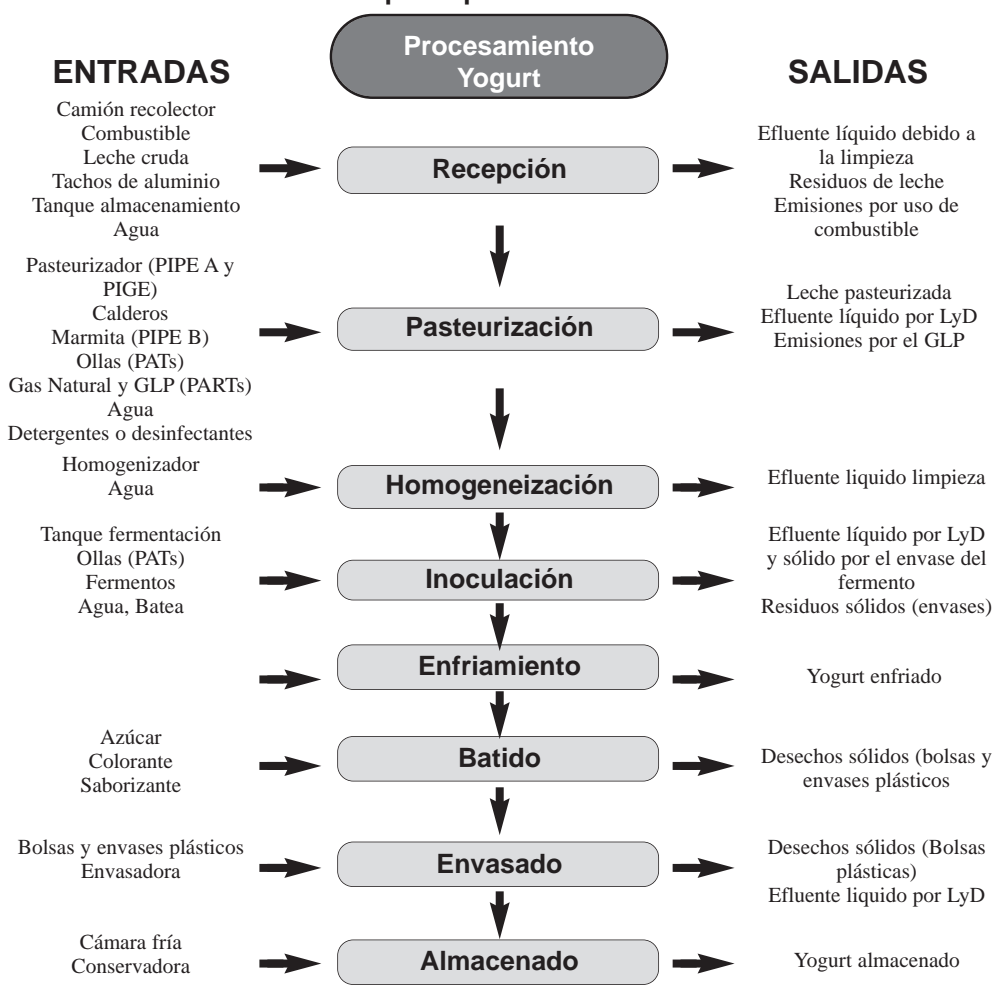 Procesamiento
Yogurt
ENTRADAS
SALIDAS
Camión recolector
Combustible
Leche cruda
Tachos de aluminio
Tanque almacenamiento
Agua
Recepción
Efluente líquido debido a
la limpieza
Residuos de leche
Emisiones por uso de
combustible
Pasteurizador (PIPE A y
PIGE)
Calderos
Marmita (PIPE B)
Ollas (PATs)
Gas Natural y GLP (PARTs)
Agua
Detergentes o desinfectantes
Pasteurización
Leche pasteurizada
Efluente líquido por LyD
Emisiones por el GLP
Homogenizador
Agua
Homogeneización
Efluente liquido limpieza
Tanque fermentación
Ollas (PATs)
Fermentos
Agua, Batea
Inoculación
Efluente líquido por LyD
y sólido por el envase del
fermento
Residuos sólidos (envases)
Enfriamiento
Yogurt enfriado
Azúcar
Colorante
Saborizante
Batido
Desechos sólidos (bolsas y
envases plásticos
Bolsas y envases plásticos
Envasadora
Envasado
Desechos sólidos (Bolsas
plásticas)
Efluente liquido por LyD
Cámara fría
Conservadora
Almacenado
Yogurt almacenado